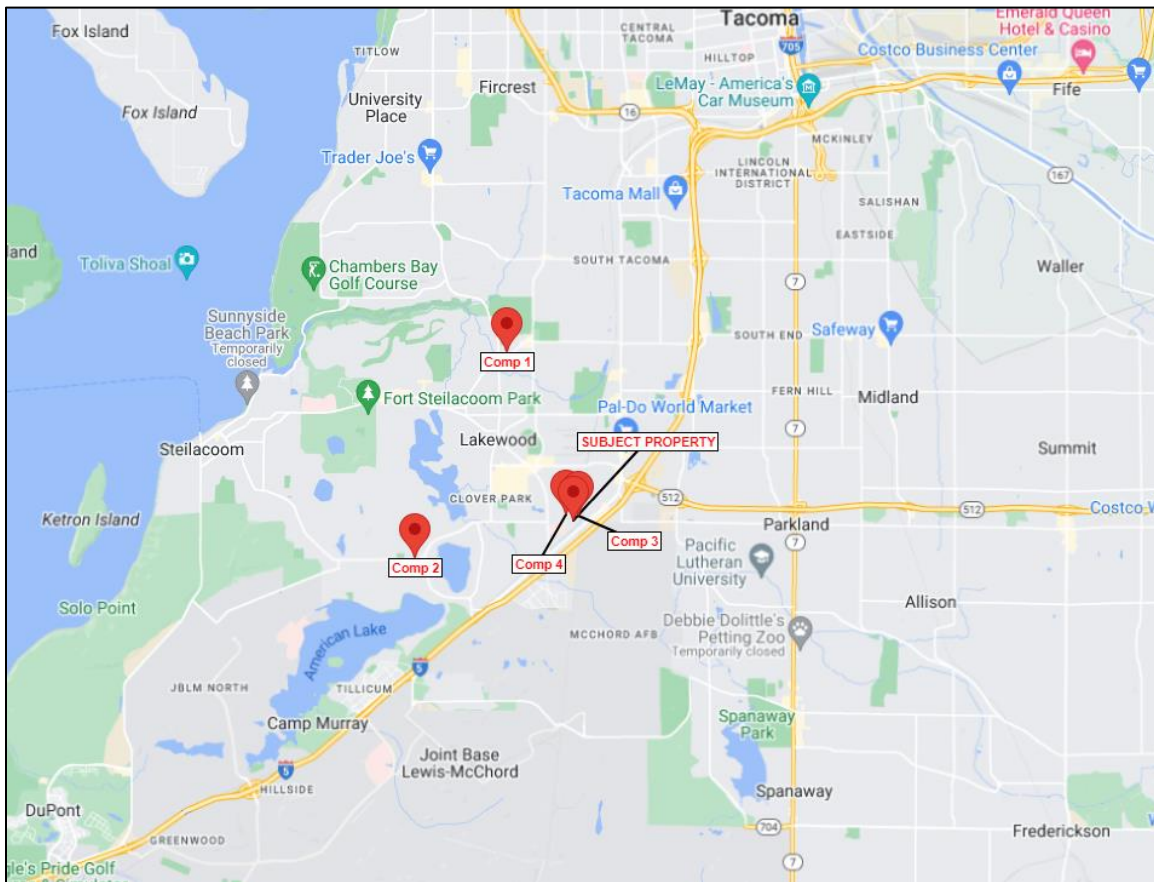 Fox Island
Tacoma
Emerald Queen
Hotel & Casino
CENTRAL
TACOMA
TITLOW
705
Costco Business Center
HILLTOP
Fircrest
LeMay - America's
Car Museum
Fife
University
Place
Fox Island
16
MCKINLEY
Trader Joe's
LINCOLN
INTERNATIONAL
DISTRICT
167
Tacoma Mall
SALISHAN
EASTSIDE
land
Toliva Shoal
SOUTH TACOMA
Waller
Chambers Bay
Golf Course
7
Sunnyside
Beach Park
Temporarily
closed
SOUTH END
Safeway
Comp 1
Fort Steilacoom Park
FERN HILL
Midland
Pal-Do World Market
7
Steilacoom
Lakewood
SUBJECT PROPERTY
Summit
CLOVER PARK
512
512
Costco W
Ketron Island
Parkland
Comp 3
7
Comp 2
Comp 4
Pacific
Lutheran
University
Solo Point
Allison
American Lake
MCCHORD AFB
Debbie Dolittle's
Petting Zoo
Temporarily closed
5
JBLM NORTH
TILLICUM
Camp Murray
Spanaway
Park
Joint Base
Lewis-McChord
5
HILLSIDE
DuPont
Spanaway
704
Frederickson
GREENWOOD
7
gle's Pride Golf